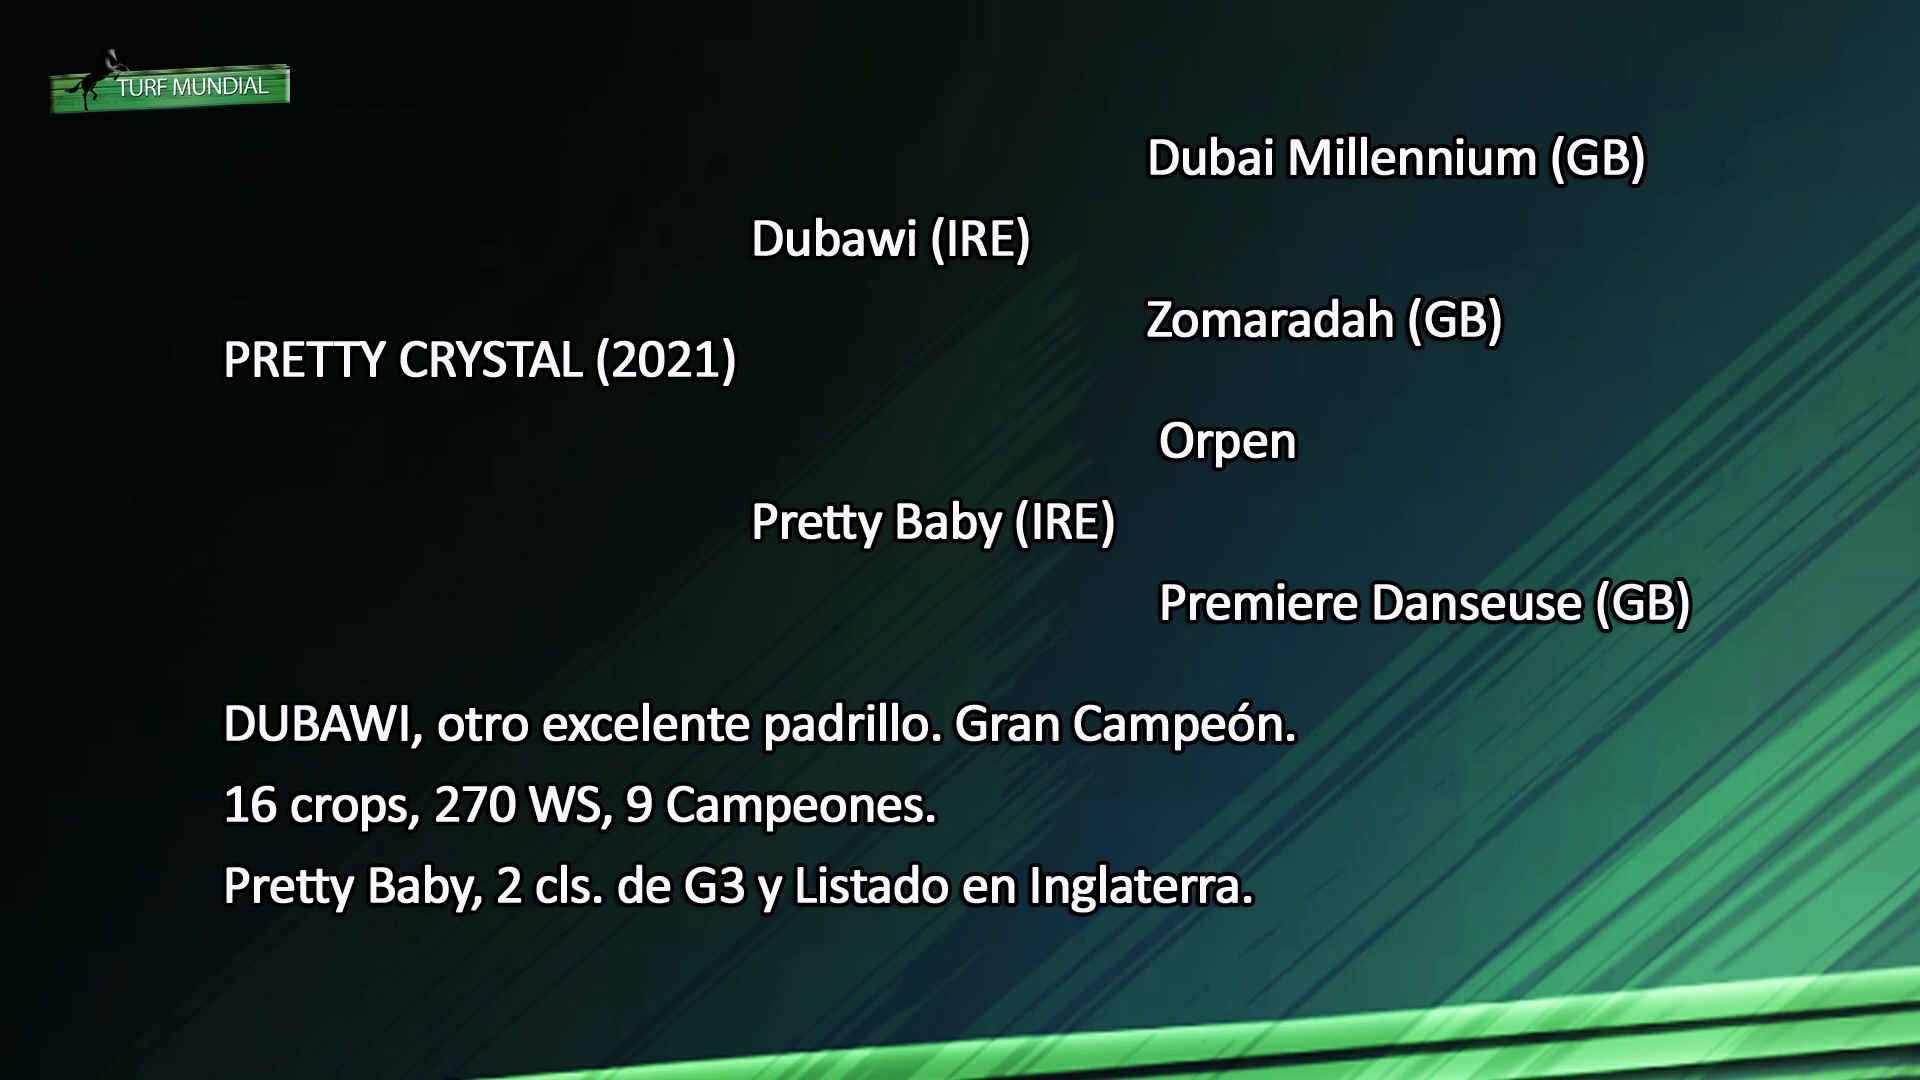 TURF MUNDIAL
Dubai Millennium (GB)
Dubawi (IRE)
Zomaradah (GB)
PRETTY CRYSTAL (2021)
Orpen
Pretty Baby (IRE)
Premiere Danseuse (GB)
DUBAWI, otro excelente padrillo. Gran Campeón.
16 crops, 270 WS, 9 Campeones.
Pretty Baby, 2 cls. de G3 y Listado en Inglaterra.